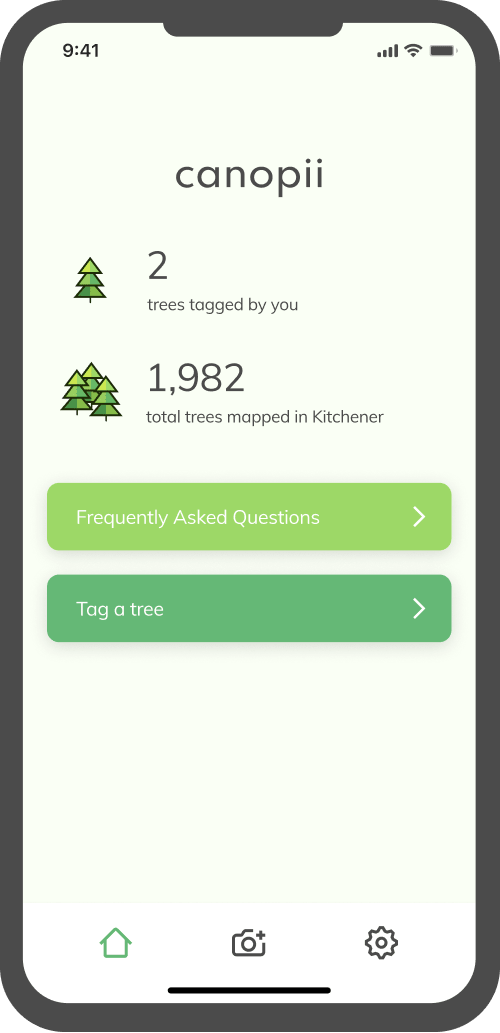 9:41
canopii
2
trees tagged by you
1,982
total trees mapped in Kitchener
Frequently Asked Questions
Tag a tree